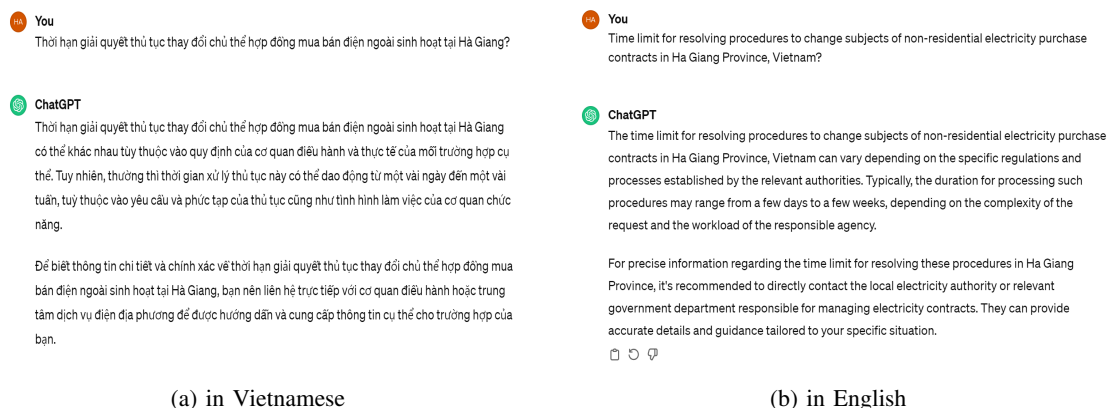 HA
You
Thời hạn giải quyết thủ tục thay đổi chủ thể hợp đồng mua bán điện ngoài sinh hoạt tại Hà Giang?
ChatGPT
Thời hạn giải quyết thủ tục thay đổi chủ thể hợp đồng mua bán điện ngoài sinh hoạt tại Hà Giang
có thể khác nhau tùy thuộc vào quy định của cơ quan điều hành và thực tế của mỗi trường hợp cụ
thể. Tuy nhiên, thường thì thời gian xử lý thủ tục này có thể dao động từ một vài ngày đến một vài
tuần, tuỳ thuộc vào yêu cầu và phức tạp của thủ tục cũng như tình hình làm việc của cơ quan chức
năng.
Để biết thông tin chi tiết và chính xác về thời hạn giải quyết thủ tục thay đổi chủ thể hợp đồng mua
bán điện ngoài sinh hoạt tại Hà Giang, bạn nên liên hệ trực tiếp với cơ quan điều hành hoặc trung
tâm dịch vụ điện địa phương để được hướng dẫn và cung cấp thông tin cụ thể cho trường hợp của
bạn.
(a) in Vietnamese
HA
You
Time limit for resolving procedures to change subjects of non-residential electricity purchase
contracts in Ha Giang Province, Vietnam?
ChatGPT
The time limit for resolving procedures to change subjects of non-residential electricity purchase
contracts in Ha Giang Province, Vietnam can vary depending on the specific regulations and
processes established by the relevant authorities. Typically, the duration for processing such
procedures may range from a few days to a few weeks, depending on the complexity of the
request and the workload of the responsible agency.
For precise information regarding the time limit for resolving these procedures in Ha Giang
Province, it's recommended to directly contact the local electricity authority or relevant
government department responsible for managing electricity contracts. They can provide
accurate details and guidance tailored to your specific situation.
(b) in English